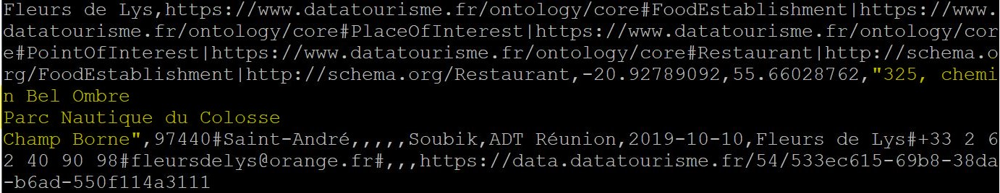 Fleurs de Lys,https://www.datatourisme.fr/ontology/core#FoodEstablishment|https://www.
datatourisme.fr/ontology/core#PlaceOfInterest|https://www.datatourisme.fr/ontology/cor
e#PointOfInterest|https://www.datatourisme.fr/ontology/core#Restaurant|http://schema.o
rg/FoodEstablishment|http://schema.org/Restaurant,-20.92789092,55.66028762,"325, chemi
n Bel Ombre
Parc Nautique du Colosse
Champ Borne",97440#Saint-André,,,,,Soubik,ADT Réunion,2019-10-10,Fleurs de Lys#+33 2 6
2 40 90 98#fleursdelys@orange.fr#,,,https://data.datatourisme.fr/54/533ec615-69b8-38da
-b6ad-550f114a3111